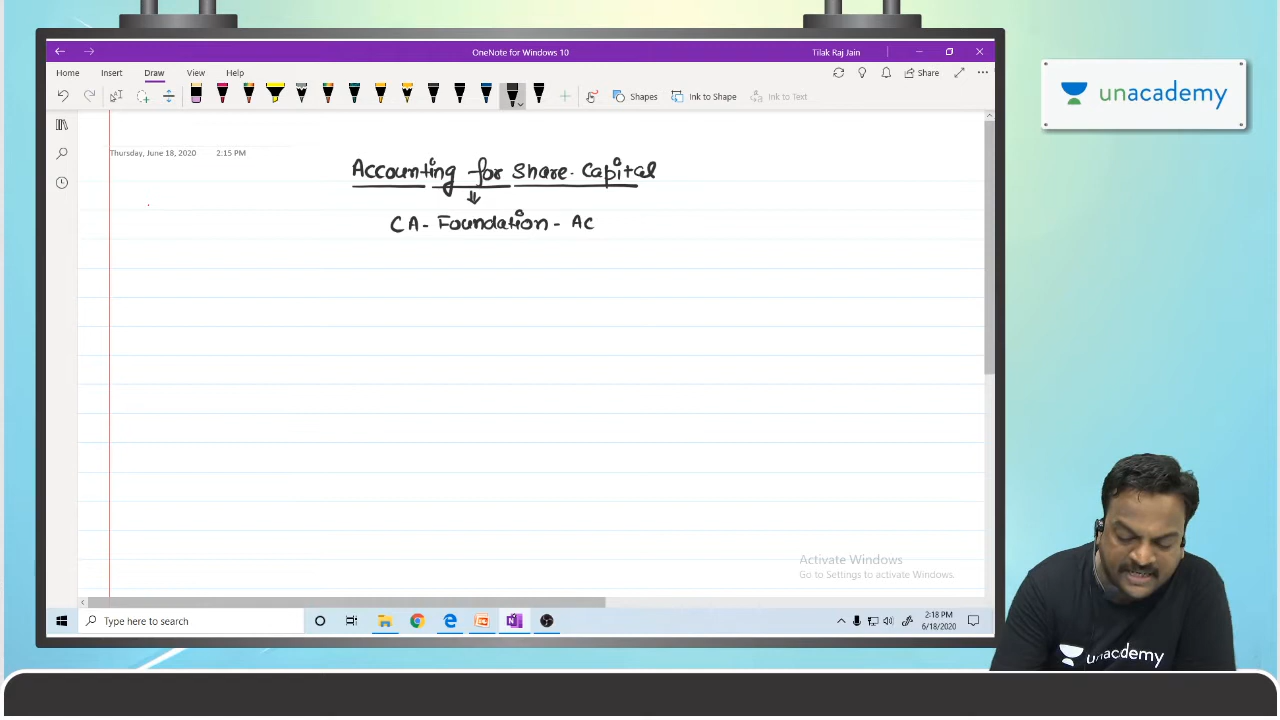 OneNote for Windows 10
Tilak Raj Jain
unacademy
Home Insert Draw View Help
Share
Shapes Ink to Shape Ink to Text
Thursday, June 18, 2020 2:15 PM
Accounting for Share Capital
CA - Foundation - AC
Activate Windows
Go to Settings to activate Windows.
Type here to search
2:18 PM
6/18/2020
unacademy